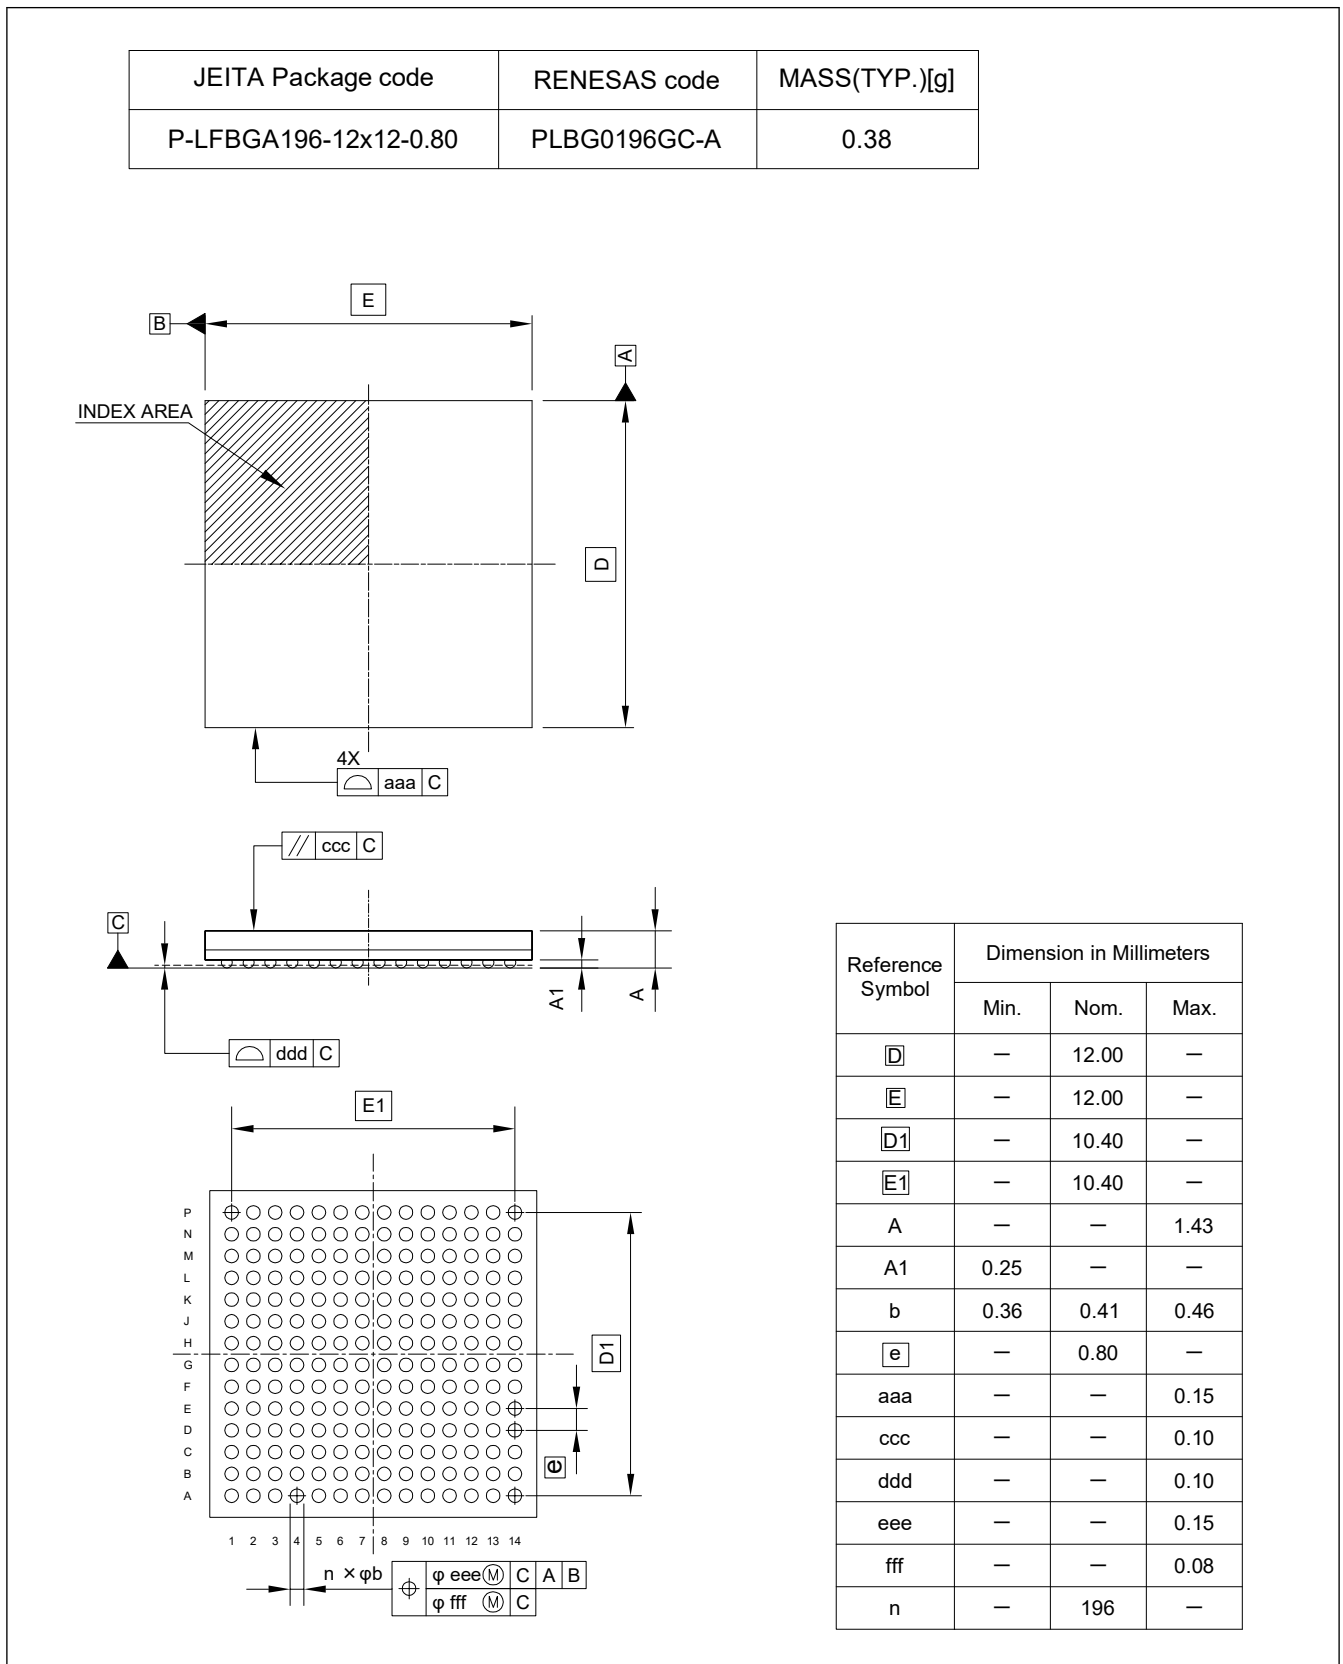 JEITA Package code RENESAS code MASS(TYP.)[g]
P-LFBGA196-12x12-0.80 PLBG0196GC-A 0.38
E
B
A
INDEX AREA
D
4X
aaa C
// ccc C
C
A1
A
ddd C
E1
P
N
M
L
K
J
H
G
F
E
D
C
B
A
D1
e
1 2 3 4 5 6 7 8 9 10 11 12 13 14
n × φb
φ eee Ⓜ C A B
φ fff Ⓜ C
Reference Symbol Dimension in Millimeters
Min. Nom. Max.
D — 12.00 —
E — 12.00 —
D1 — 10.40 —
E1 — 10.40 —
A — — 1.43
A1 0.25 — —
b 0.36 0.41 0.46
e — 0.80 —
aaa — — 0.15
ccc — — 0.10
ddd — — 0.10
eee — — 0.15
fff — — 0.08
n — 196 —